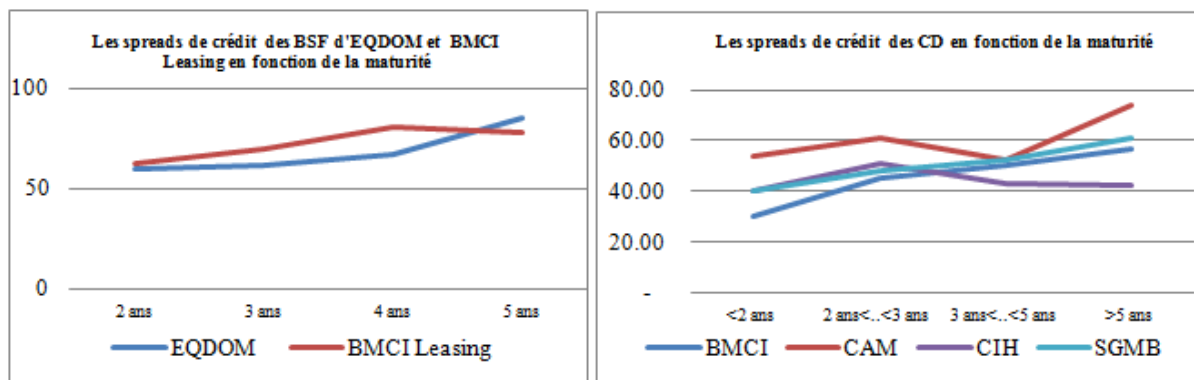 Les spreads de crédit des BSF d'EQDOM et BMCI
Leasing en fonction de la maturité
100
50
0
2 ans 3 ans 4 ans 5 ans
EQDOM BMCI Leasing
Les spreads de crédit des CD en fonction de la maturité
80.00
60.00
40.00
20.00
-
<2 ans 2 ans<..<3 ans 3 ans<..<5 ans >5 ans
BMCI CAM CIH SGMB